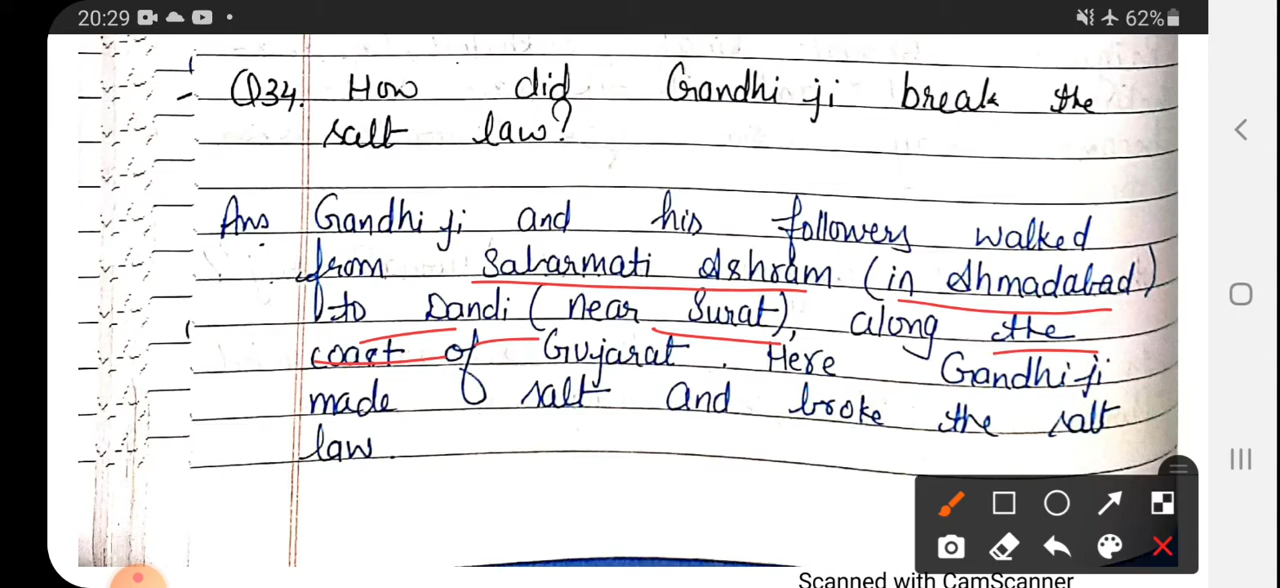 20:29
62%
Q34. How did Gandhi ji break the
salt law?
Ans Gandhi ji and his followers walked
from Sabarmati Ashram (in Ahmadabad)
to Dandi (near Surat), along the
coast of Gujarat. Here Gandhi ji
made salt and broke the salt
law.
Scanned with CamScanner